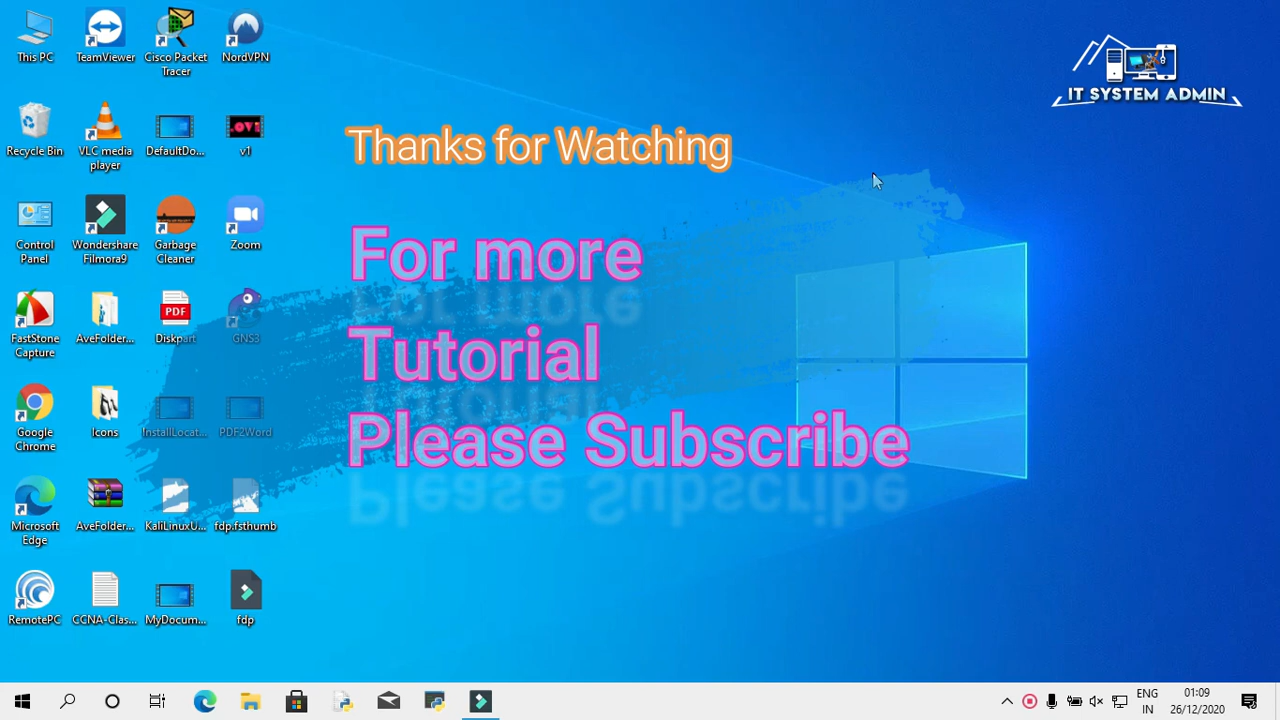 This PC
TeamViewer
Cisco Packet
Tracer
NordVPN
IT SYSTEM ADMIN
Recycle Bin
VLC media
player
DefaultDo...
v1
Thanks for Watching
Control
Panel
Wondershare
Filmora9
Garbage
Cleaner
Zoom
For more
FastStone
Capture
AveFolder...
PDF
Diskpart
GNS3
Tutorial
Google
Chrome
Icons
InstallLocat...
PDF2Word
Please Subscribe
Microsoft
Edge
AveFolder...
KaliLinuxU...
fdp.fsthumb
RemotePC
CCNA-Clas...
MyDocum...
fdp
ENG
IN
01:09
26/12/2020